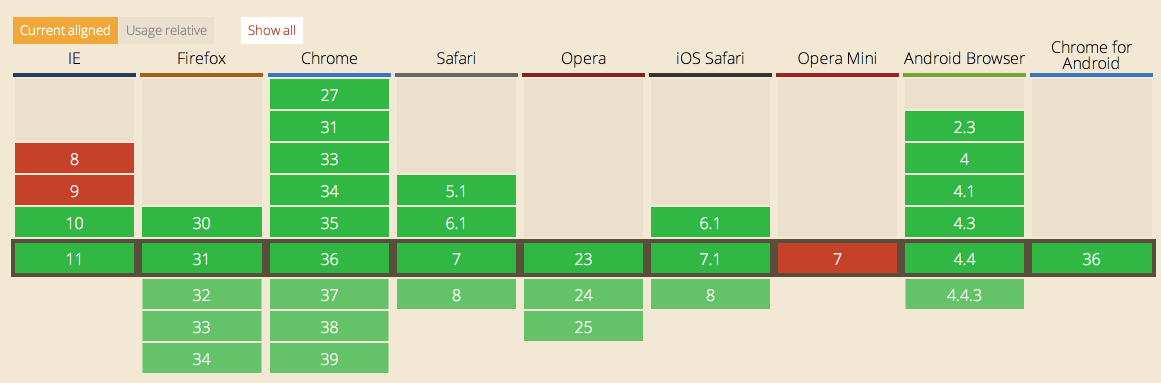 Current aligned Usage relative Show all
IE Firefox Chrome Safari Opera iOS Safari Opera Mini Android Browser Chrome for
Android
27
31 2.3
8 33 4
9 34 5.1 4.1
10 30 35 6.1 6.1 4.3
11 31 36 7 23 7.1 7 4.4 36
32 37 8 24 8 4.4.3
33 38 25
34 39